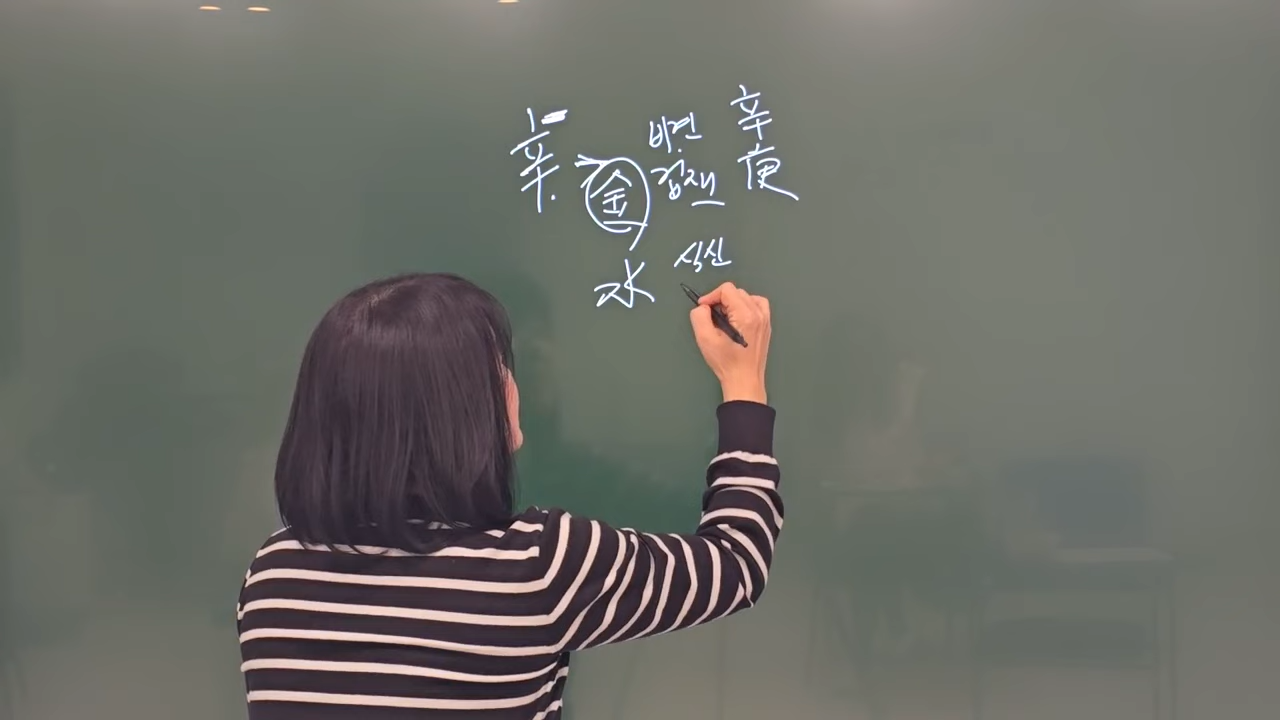 辛 金 비견 辛
겁재 庚
水 식신